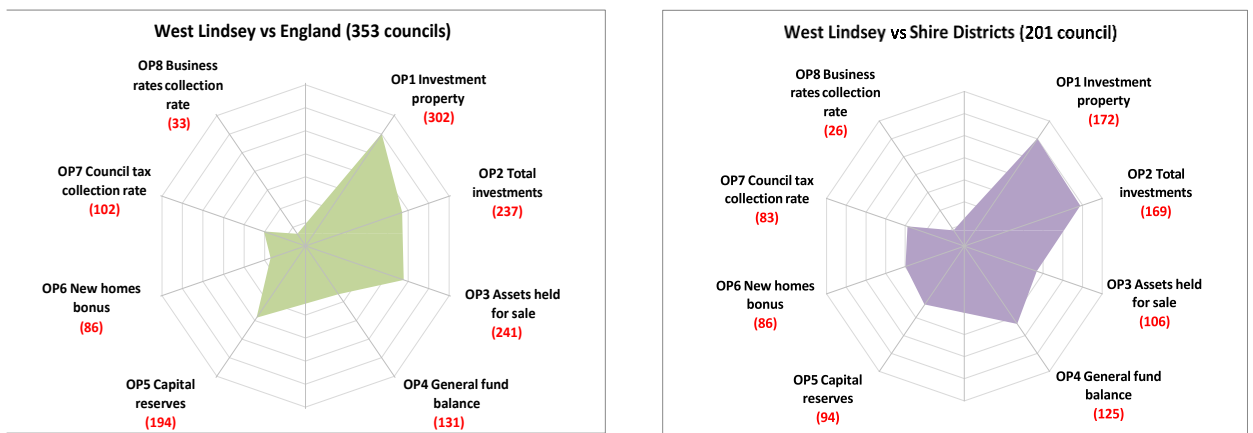 West Lindsey vs England (353 councils)
OP8 Business
rates collection
rate
(33)
OP1 Investment
property
(302)
OP7 Council tax
collection rate
(102)
OP2 Total
investments
(237)
OP6 New homes
bonus
(86)
OP3 Assets held
for sale
(241)
OP5 Capital
reserves
(194)
OP4 General fund
balance
(131)
West Lindsey vs Shire Districts (201 council)
OP8 Business
rates collection
rate
(26)
OP1 Investment
property
(172)
OP7 Council tax
collection rate
(83)
OP2 Total
investments
(169)
OP6 New homes
bonus
(86)
OP3 Assets held
for sale
(106)
OP5 Capital
reserves
(94)
OP4 General fund
balance
(125)